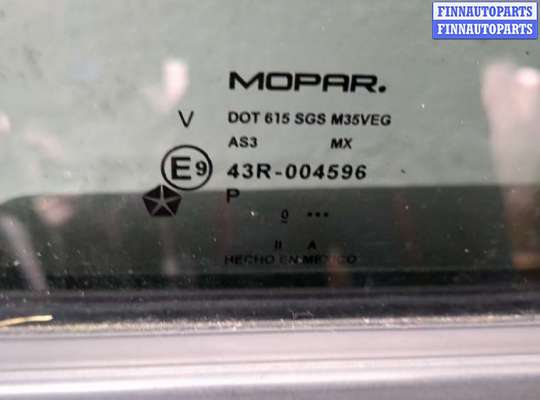 FINNAUTOPARTS
FINNAUTOPARTS
MOPAR.
V DOT 615 SGS M35VEG
AS3 MX
E9 43R-004596
P
0 ...
II A
HECHO EN MEXICO